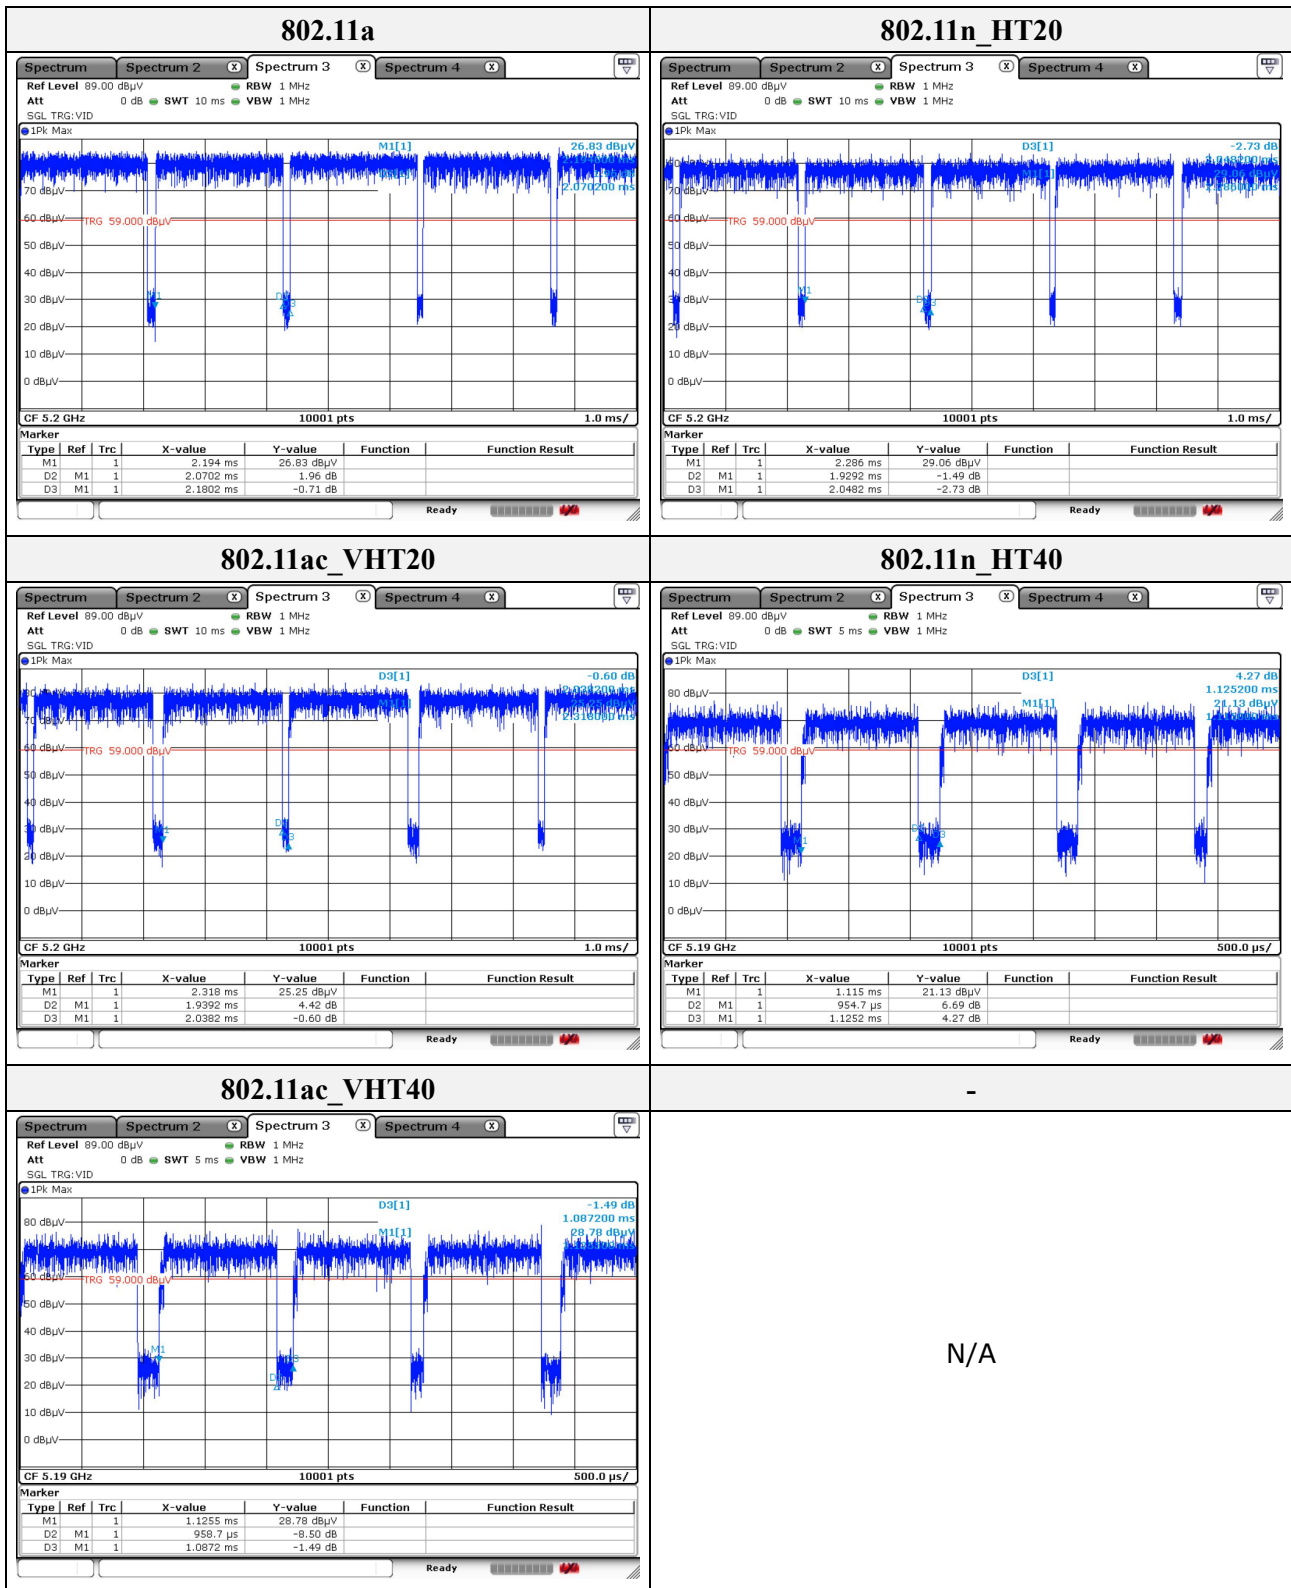 802.11a
802.11n_HT20
Spectrum Spectrum 2 X Spectrum 3 X Spectrum 4 X
Ref Level 89.00 dBµV RBW 1 MHz
Att 0 dB SWT 10 ms VBW 1 MHz
SGL TRG:VID
1Pk Max
M1[1] 26.83 dBµV
2.070200 ms
70 dBµV
60 dBµV
TRG 59.000 dBµV
50 dBµV
40 dBµV
30 dBµV
20 dBµV
10 dBµV
0 dBµV
M1
CF 5.2 GHz 10001 pts 1.0 ms/
Marker
Type Ref Trc X-value Y-value Function Function Result
M1 1 2.194 ms 26.83 dBµV
D2 M1 1 2.0702 ms 1.96 dB
D3 M1 1 2.1802 ms -0.71 dB
Ready
Spectrum Spectrum 2 X Spectrum 3 X Spectrum 4 X
Ref Level 89.00 dBµV RBW 1 MHz
Att 0 dB SWT 10 ms VBW 1 MHz
SGL TRG:VID
1Pk Max
D3[1] -2.73 dB
M1[1] 29.06 dBµV
70 dBµV
60 dBµV
TRG 59.000 dBµV
50 dBµV
40 dBµV
30 dBµV
20 dBµV
10 dBµV
0 dBµV
M1
CF 5.2 GHz 10001 pts 1.0 ms/
Marker
Type Ref Trc X-value Y-value Function Function Result
M1 1 2.286 ms 29.06 dBµV
D2 M1 1 1.9292 ms -1.49 dB
D3 M1 1 2.0482 ms -2.73 dB
Ready
802.11ac_VHT20
802.11n_HT40
Spectrum Spectrum 2 X Spectrum 3 X Spectrum 4 X
Ref Level 89.00 dBµV RBW 1 MHz
Att 0 dB SWT 10 ms VBW 1 MHz
SGL TRG:VID
1Pk Max
D3[1] -0.60 dB
M1[1] 25.25 dBµV
70 dBµV
60 dBµV
TRG 59.000 dBµV
50 dBµV
40 dBµV
30 dBµV
20 dBµV
10 dBµV
0 dBµV
CF 5.2 GHz 10001 pts 1.0 ms/
Marker
Type Ref Trc X-value Y-value Function Function Result
M1 1 2.318 ms 25.25 dBµV
D2 M1 1 1.9392 ms 4.42 dB
D3 M1 1 2.0382 ms -0.60 dB
Ready
Spectrum Spectrum 2 X Spectrum 3 X Spectrum 4 X
Ref Level 89.00 dBµV RBW 1 MHz
Att 0 dB SWT 5 ms VBW 1 MHz
SGL TRG:VID
1Pk Max
D3[1] 4.27 dB
1.125200 ms
M1[1] 21.13 dBµV
80 dBµV
60 dBµV
TRG 59.000 dBµV
50 dBµV
40 dBµV
30 dBµV
20 dBµV
10 dBµV
0 dBµV
M1
CF 5.19 GHz 10001 pts 500.0 µs/
Marker
Type Ref Trc X-value Y-value Function Function Result
M1 1 1.115 ms 21.13 dBµV
D2 M1 1 954.7 µs 6.69 dB
D3 M1 1 1.1252 ms 4.27 dB
Ready
802.11ac_VHT40
-
Spectrum Spectrum 2 X Spectrum 3 X Spectrum 4 X
Ref Level 89.00 dBµV RBW 1 MHz
Att 0 dB SWT 5 ms VBW 1 MHz
SGL TRG:VID
1Pk Max
D3[1] -1.49 dB
1.087200 ms
M1[1] 28.78 dBµV
80 dBµV
60 dBµV
TRG 59.000 dBµV
50 dBµV
40 dBµV
30 dBµV
20 dBµV
10 dBµV
0 dBµV
M1
CF 5.19 GHz 10001 pts 500.0 µs/
Marker
Type Ref Trc X-value Y-value Function Function Result
M1 1 1.1255 ms 28.78 dBµV
D2 M1 1 958.7 µs -8.50 dB
D3 M1 1 1.0872 ms -1.49 dB
Ready
N/A